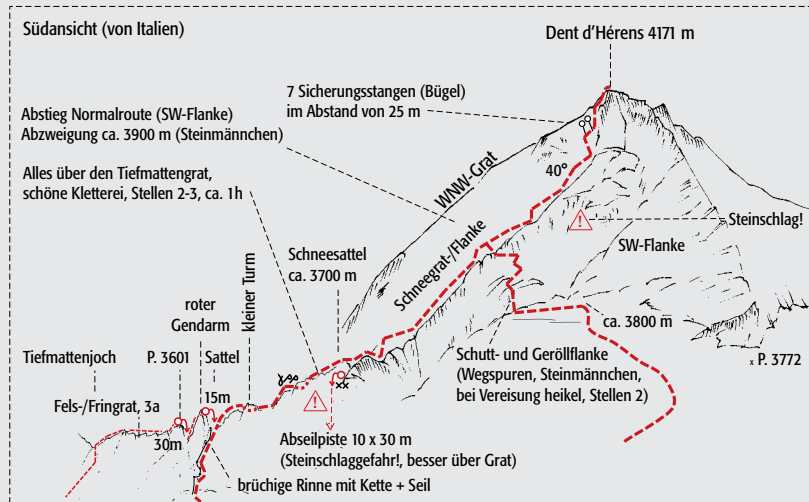 Südansicht (von Italien)
Dent d'Hérens 4171 m
7 Sicherungsstangen (Bügel)
im Abstand von 25 m
Abstieg Normalroute (SW-Flanke)
Abzweigung ca. 3900 m (Steinmännchen)
Alles über den Tiefmattengrat,
schöne Kletterei, Stellen 2-3, ca. 1h
WNW-Grat
40°
Steinschlag!
SW-Flanke
Schneegrat-/Flanke
Schneesattel
ca. 3700 m
kleiner Turm
roter
Gendarm
ca. 3800 m
P. 3601
Sattel
x P. 3772
Tiefmattenjoch
15m
Schutt- und Geröllflanke
(Wegspuren, Steinmännchen,
bei Vereisung heikel, Stellen 2)
Fels-/Fringrat, 3a
30m
Abseilpiste 10 x 30 m
(Steinschlaggefahr!, besser über Grat)
brüchige Rinne mit Kette + Seil